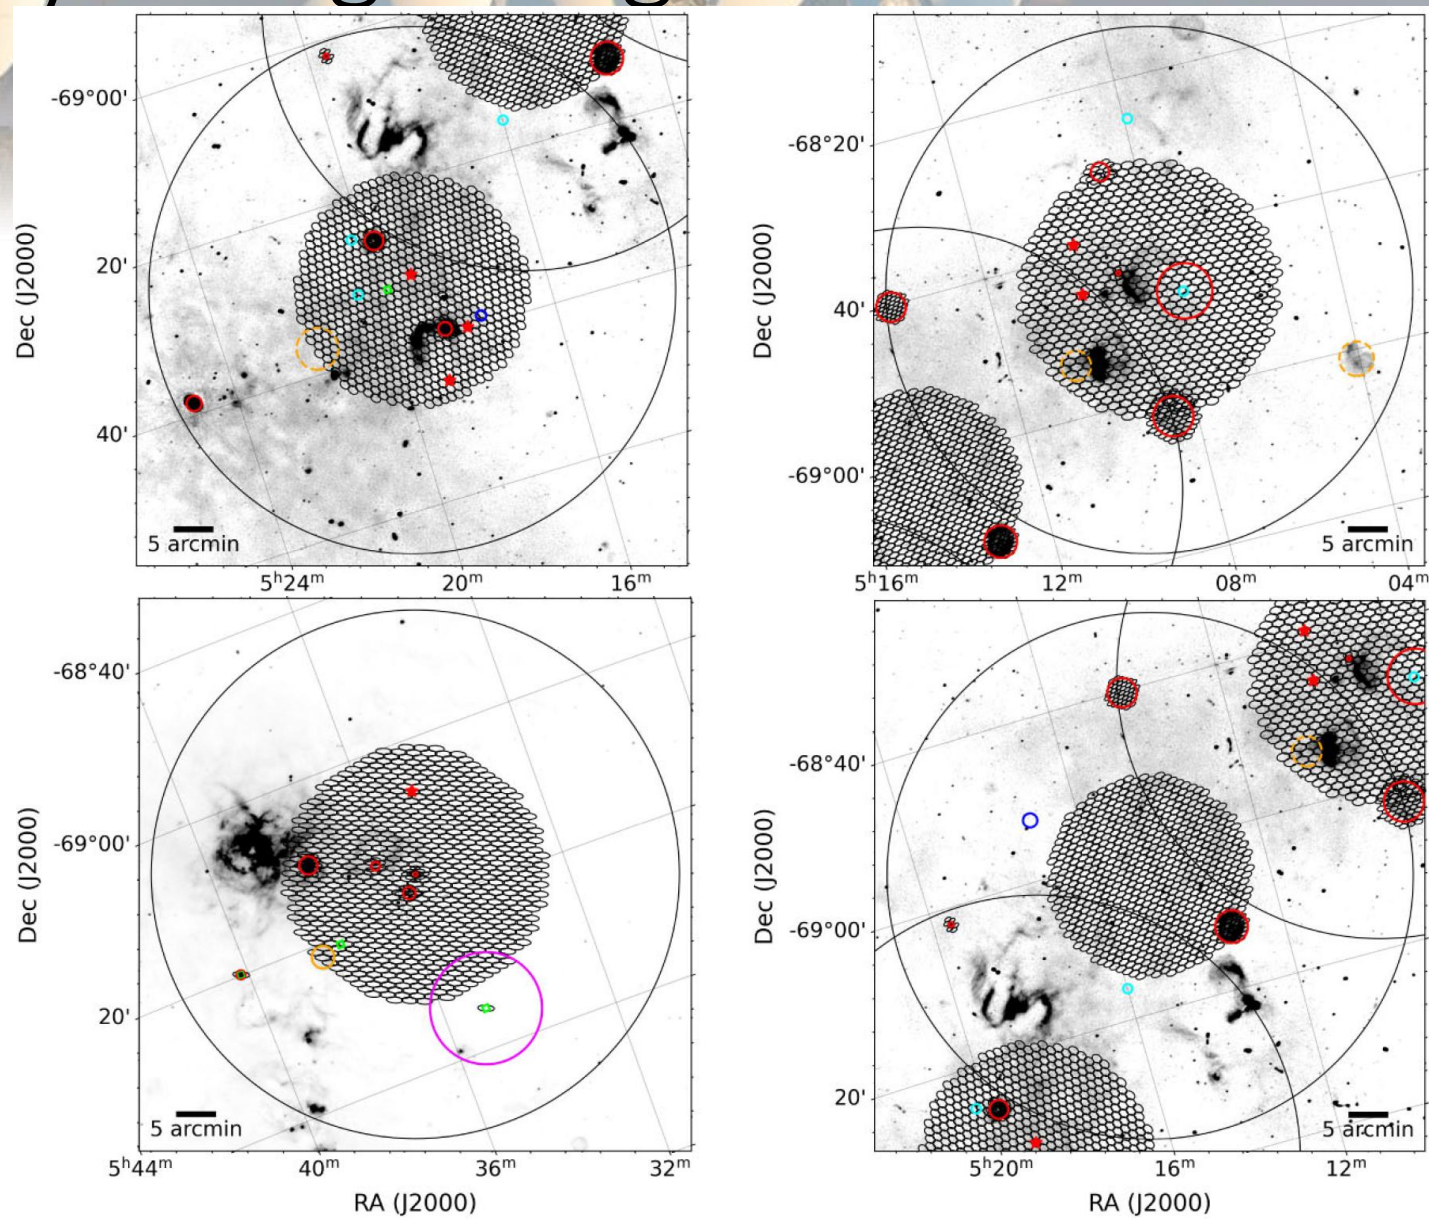 Dec (J2000)
-69°00'
20'
40'
5 arcmin
5ʰ24ᵐ
20ᵐ
16ᵐ
Dec (J2000)
-68°20'
40'
-69°00'
5 arcmin
5ʰ16ᵐ
12ᵐ
08ᵐ
04ᵐ
Dec (J2000)
-68°40'
-69°00'
20'
5 arcmin
5ʰ44ᵐ
40ᵐ
36ᵐ
32ᵐ
RA (J2000)
Dec (J2000)
-68°40'
-69°00'
20'
5 arcmin
5ʰ20ᵐ
16ᵐ
12ᵐ
RA (J2000)